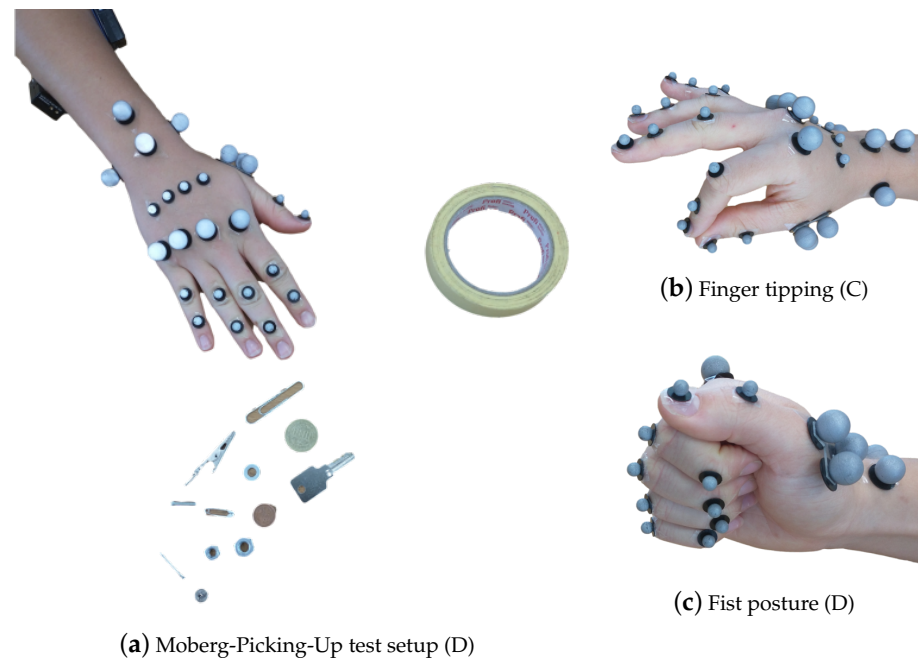 (b) Finger tipping (C)
(c) Fist posture (D)
(a) Moberg-Picking-Up test setup (D)